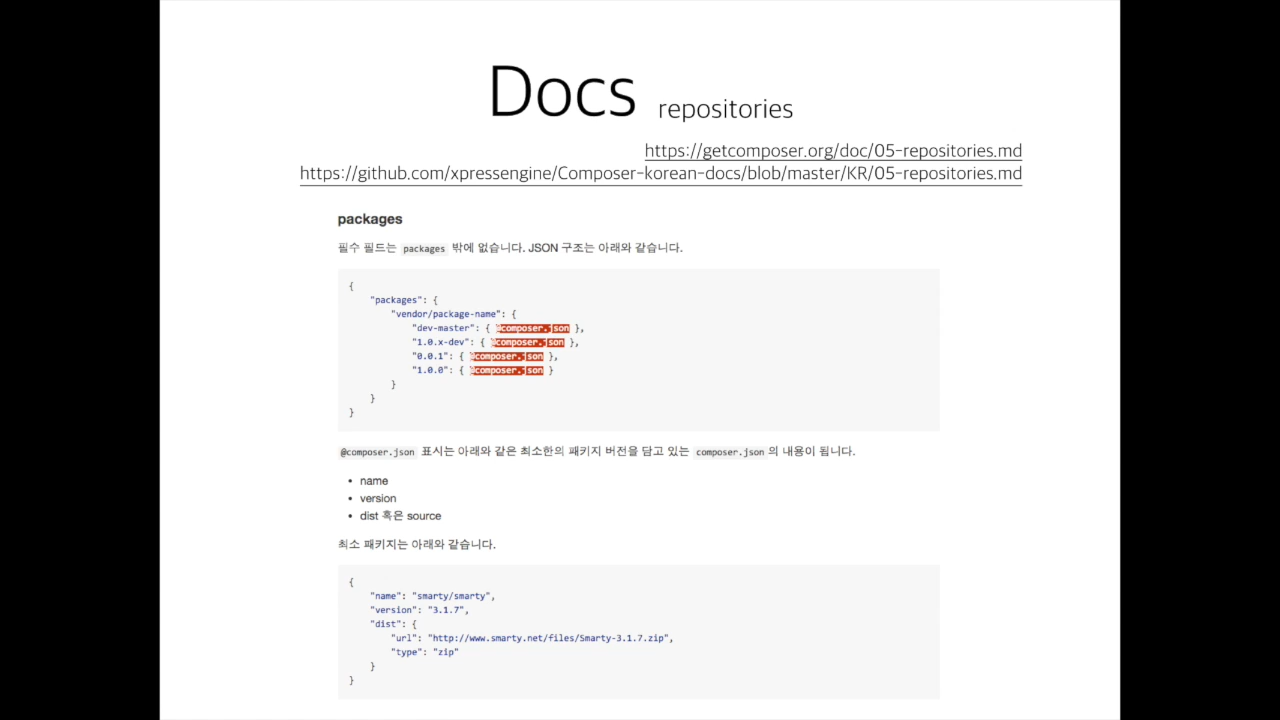 Docs repositories
https://getcomposer.org/doc/05-repositories.md
https://github.com/xpressengine/Composer-korean-docs/blob/master/KR/05-repositories.md
packages
필수 필드는 packages 밖에 없습니다. JSON 구조는 아래와 같습니다.
{
"packages": {
"vendor/package-name": {
"dev-master": { @composer.json },
"1.0.x-dev": { @composer.json },
"0.0.1": { @composer.json },
"1.0.0": { @composer.json }
}
}
}
@composer.json 표시는 아래와 같은 최소한의 패키지 버전을 담고 있는 composer.json 의 내용이 됩니다.
• name
• version
• dist 혹은 source
최소 패키지는 아래와 같습니다.
{
"name": "smarty/smarty",
"version": "3.1.7",
"dist": {
"url": "http://www.smarty.net/files/Smarty-3.1.7.zip",
"type": "zip"
}
}